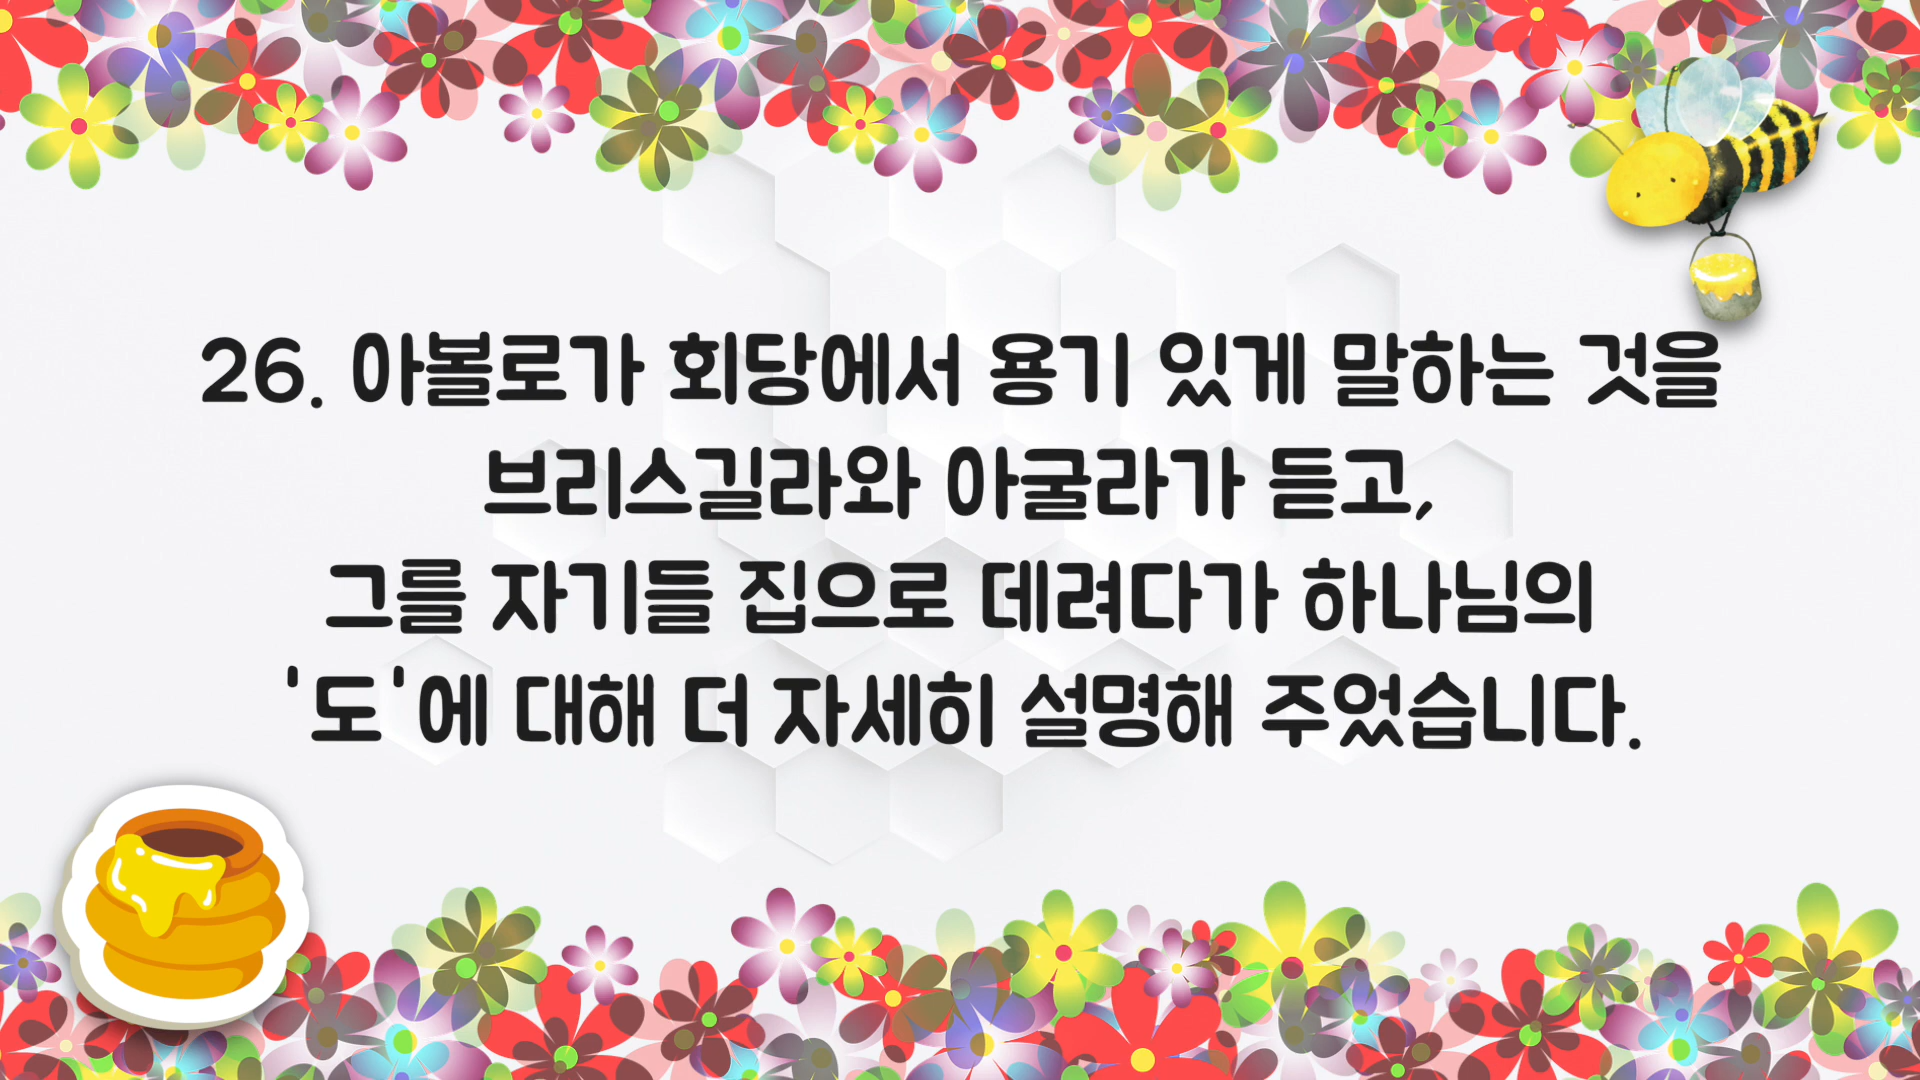 26. 아볼로가 회당에서 용기 있게 말하는 것을
브리스길라와 아굴라가 듣고,
그를 자기들 집으로 데려다가 하나님의
'도'에 대해 더 자세히 설명해 주었습니다.